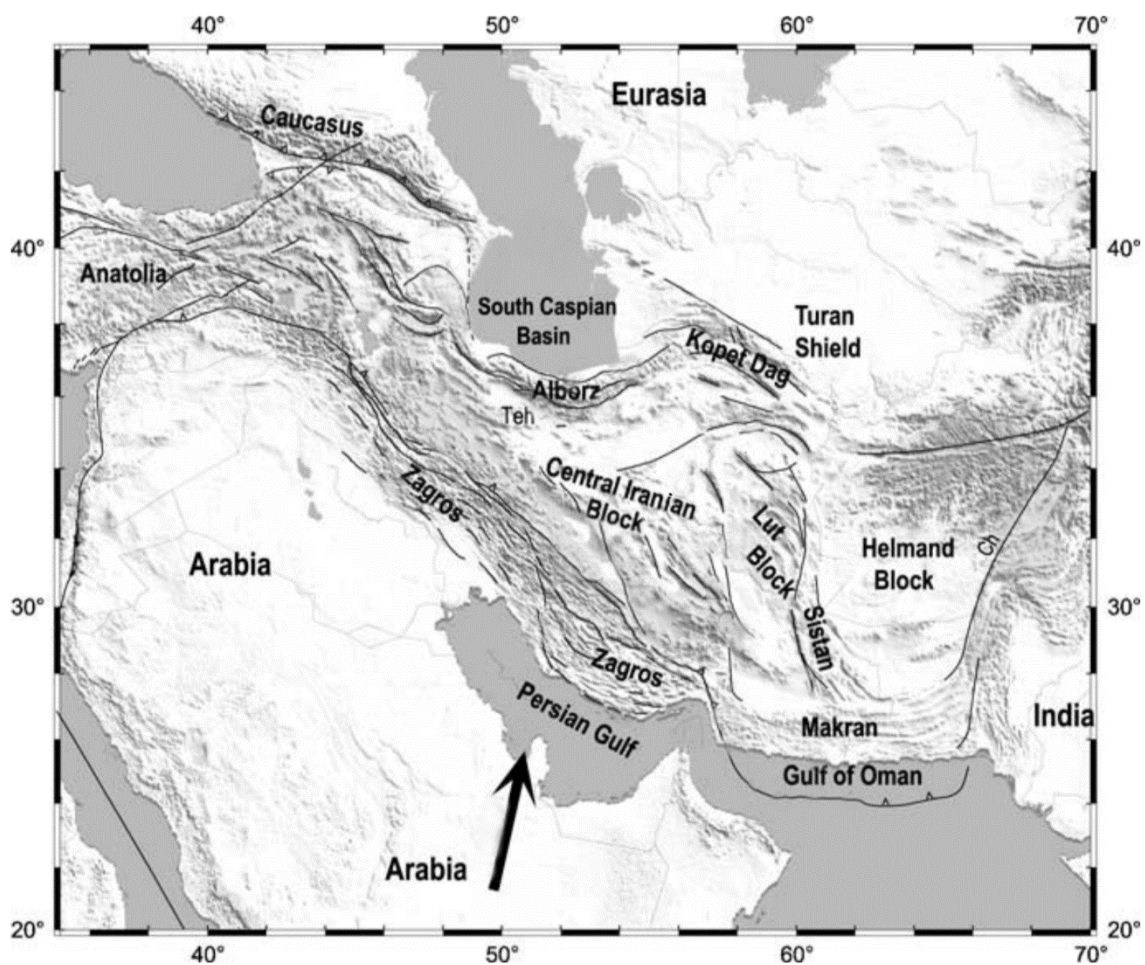 40° 50° 60° 70°
Eurasia
Caucasus
40° 40°
Anatolia
South Caspian
Basin
Turan
Shield
Kopet Dag
Alborz
Teh
Central Iranian
Block
Zagros
Lut
Block
Helmand
Block
Ch
Arabia
30° 30°
Sistan
Zagros
Persian Gulf
Makran
India
Gulf of Oman
Arabia
20° 20°
40° 50° 60° 70°